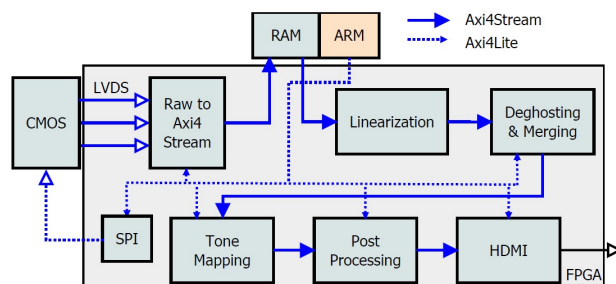 RAM
ARM
Axi4Stream
Axi4Lite
CMOS
LVDS
Raw to
Axi4
Stream
Linearization
Deghosting
& Merging
SPI
Tone
Mapping
Post
Processing
HDMI
FPGA